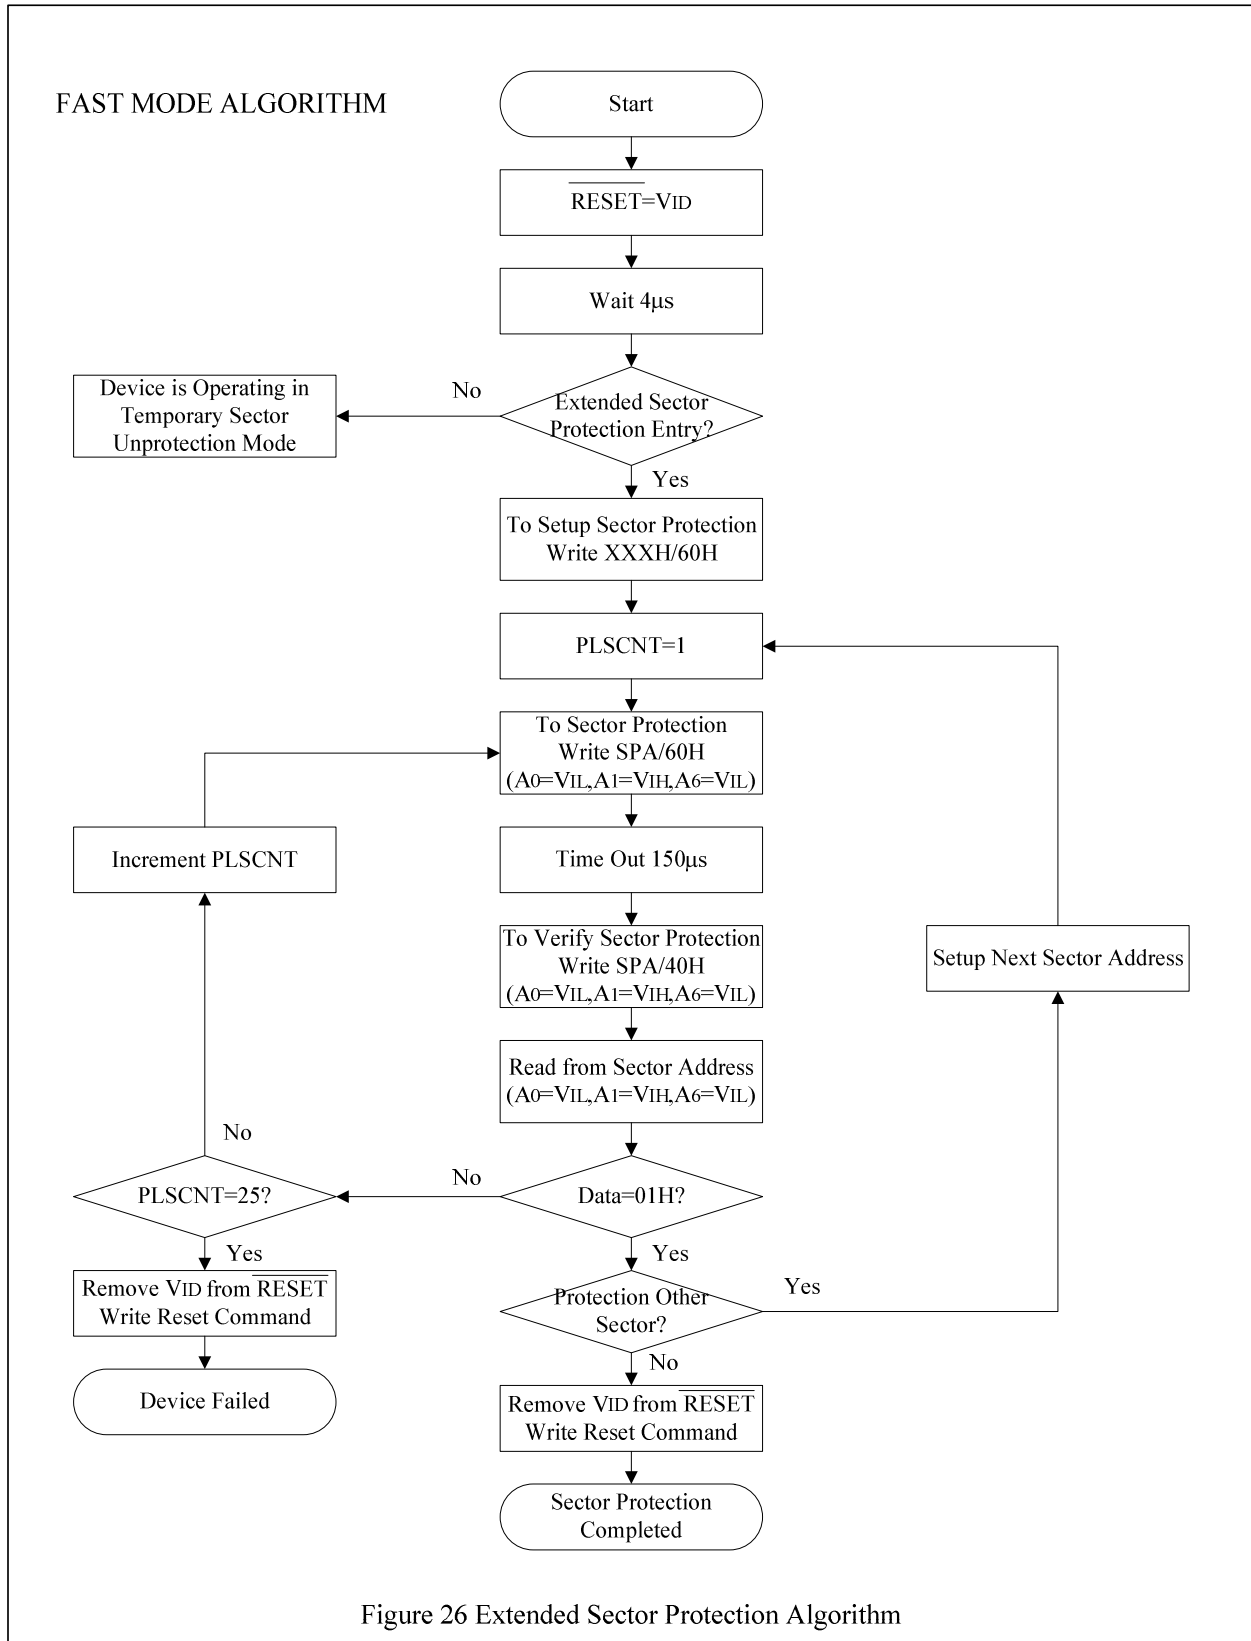 FAST MODE ALGORITHM
Start
RESET=VID
Wait 4µs
Extended Sector
Protection Entry?
No
Device is Operating in
Temporary Sector
Unprotection Mode
Yes
To Setup Sector Protection
Write XXXH/60H
PLSCNT=1
To Sector Protection
Write SPA/60H
(A0=VIL,A1=VIH,A6=VIL)
Increment PLSCNT
Time Out 150µs
To Verify Sector Protection
Write SPA/40H
(A0=VIL,A1=VIH,A6=VIL)
Setup Next Sector Address
Read from Sector Address
(A0=VIL,A1=VIH,A6=VIL)
No
PLSCNT=25?
No
Data=01H?
Yes
Yes
Remove VID from RESET
Write Reset Command
Protection Other
Sector?
Yes
No
Device Failed
Remove VID from RESET
Write Reset Command
Sector Protection
Completed
Figure 26 Extended Sector Protection Algorithm